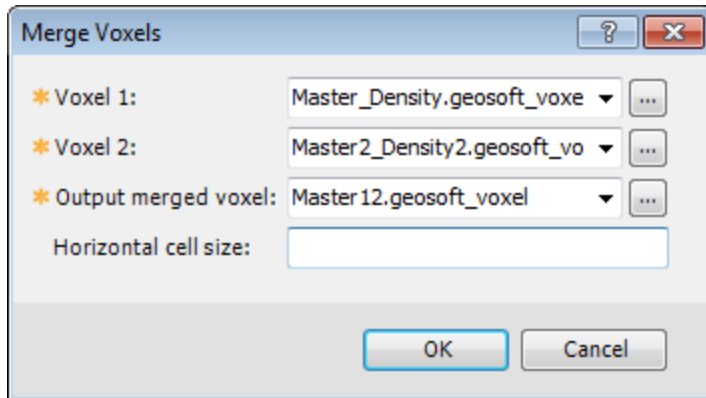 Merge Voxels
?
* Voxel 1: Master_Density.geosoft_voxe ...
* Voxel 2: Master2_Density2.geosoft_vo ...
* Output merged voxel: Master12.geosoft_voxel ...
Horizontal cell size:
OK Cancel